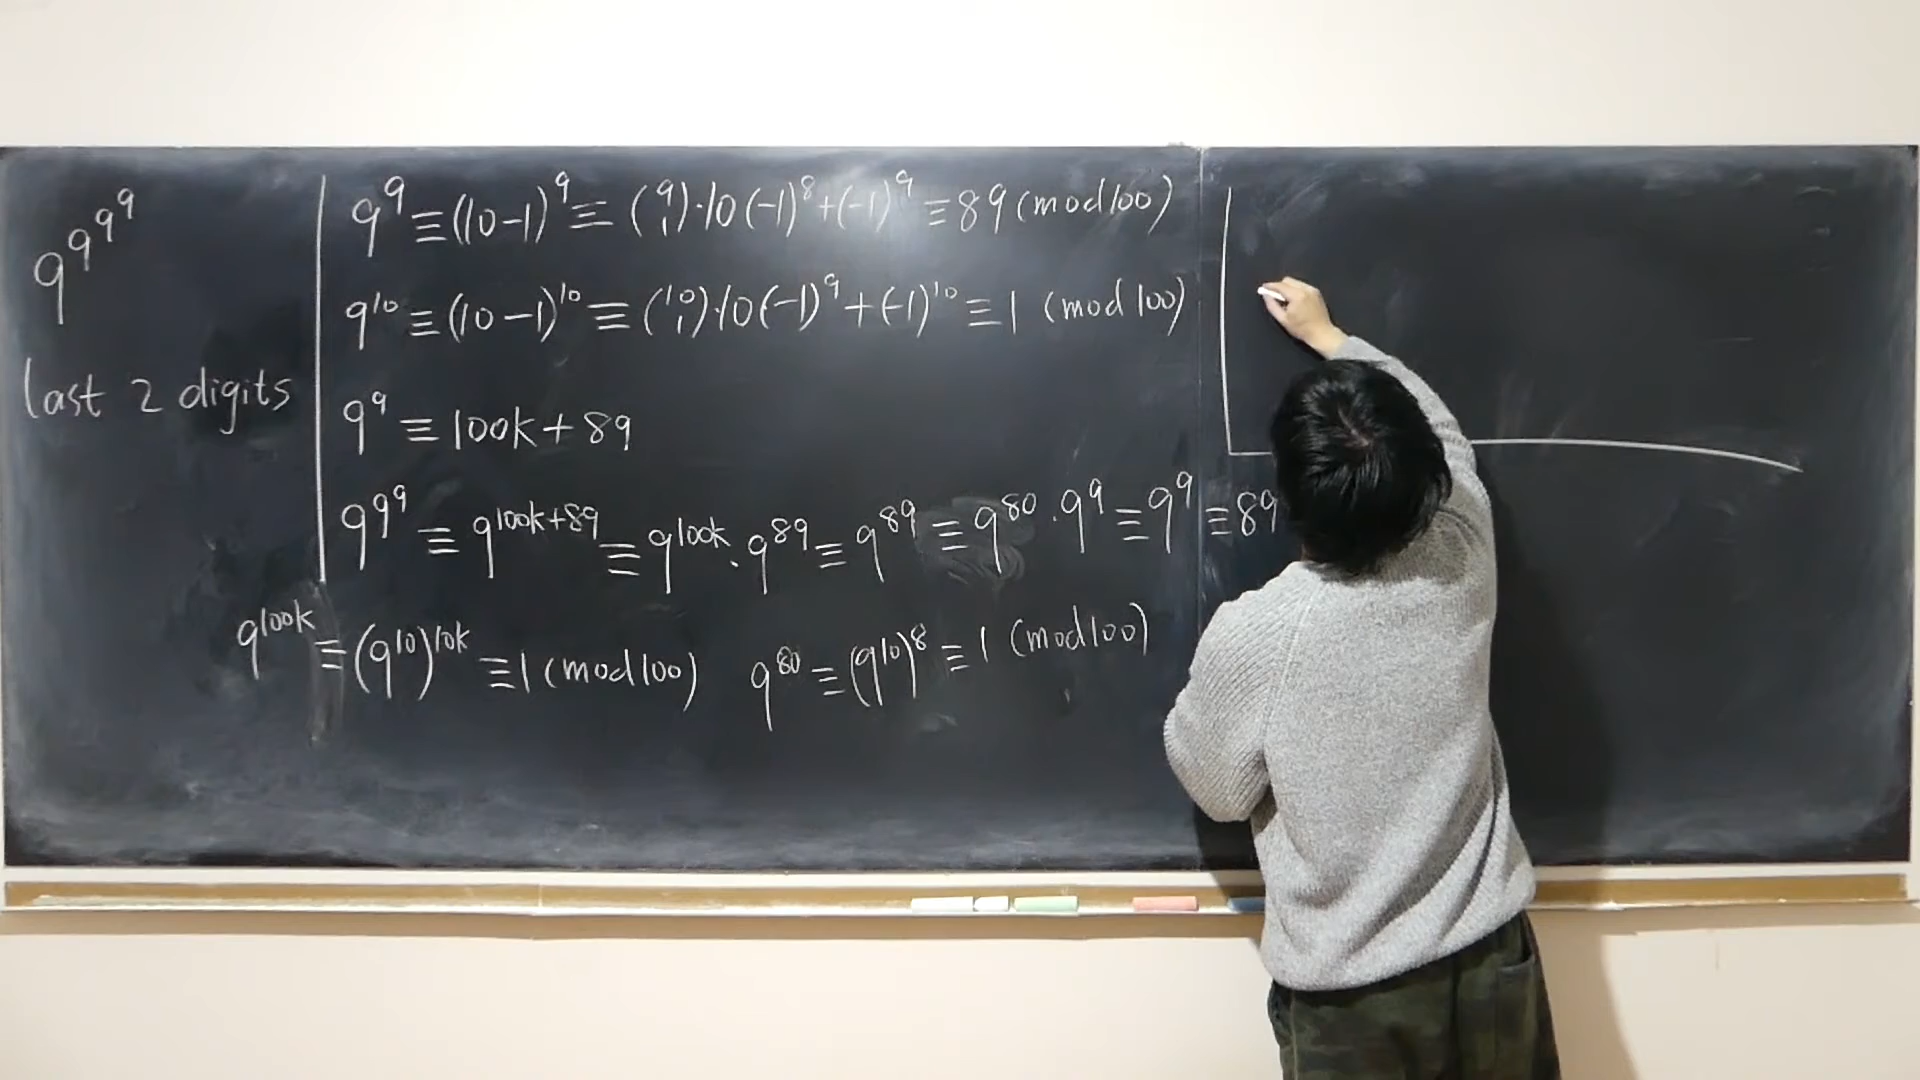 9^{9^{9^9}}
last 2 digits
9^9 ≡ (10-1)^9 ≡ (9 1)·10(-1)^8+(-1)^9 ≡ 89 (mod 100)
9^{10} ≡ (10-1)^{10} ≡ (10 1)·10(-1)^9+(-1)^{10} ≡ 1 (mod 100)
9^9 ≡ 100k + 89
9^{9^9} ≡ 9^{100k+89} ≡ 9^{100k}·9^{89} ≡ 9^{89} ≡ 9^{80}·9^9 ≡ 9^9 ≡ 89
9^{100k} ≡ (9^{10})^{10k} ≡ 1 (mod 100) 9^{80} ≡ (9^{10})^8 ≡ 1 (mod 100)